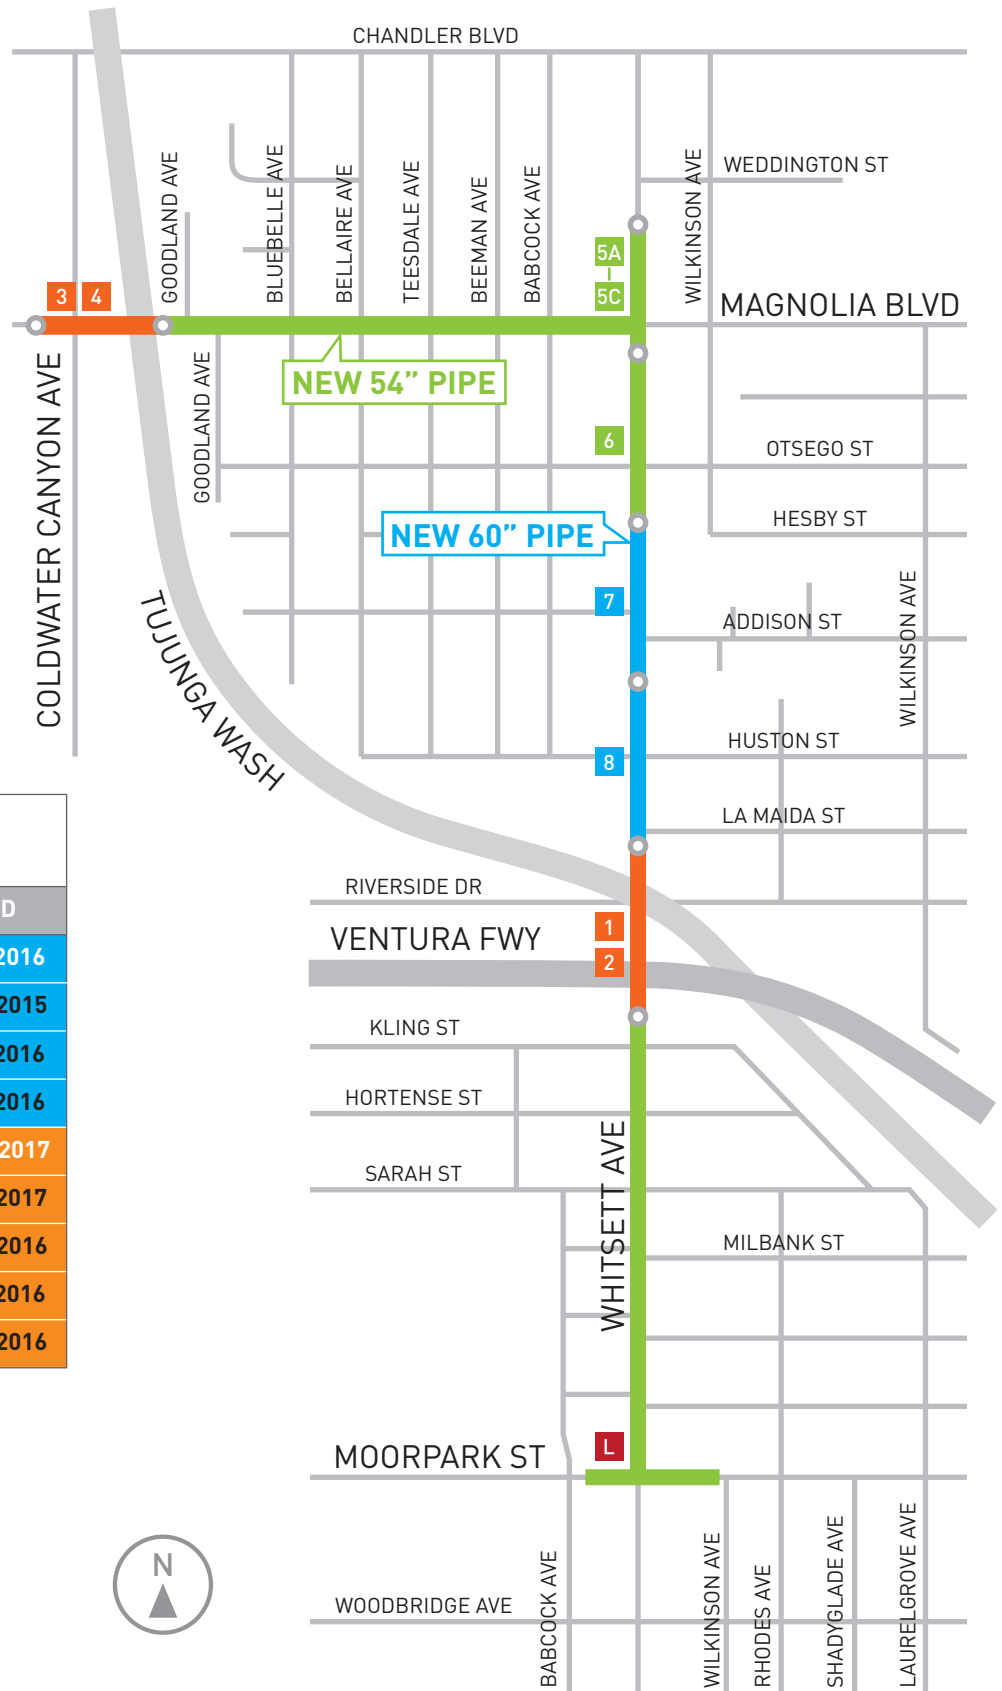 CHANDLER BLVD
WEDDINGTON ST
GOODLAND AVE
BLUEBELLE AVE
BELLAIRE AVE
TEESDALE AVE
BEEMAN AVE
BABCOCK AVE
WILKINSON AVE
5A
5C
3
4
MAGNOLIA BLVD
NEW 54” PIPE
GOODLAND AVE
COLDWATER CANYON AVE
6
OTSEGO ST
NEW 60” PIPE
HESBY ST
7
ADDISON ST
WILKINSON AVE
TUJUNGA WASH
HUSTON ST
8
LA MAIDA ST
RIVERSIDE DR
1
VENTURA FWY
2
D
2016
2015
2016
2016
2017
2017
2016
2016
2016
KLING ST
HORTENSE ST
SARAH ST
WHITSETT AVE
MILBANK ST
L
MOORPARK ST
N
WOODBRIDGE AVE
BABCOCK AVE
WILKINSON AVE
RHODES AVE
SHADYGLADE AVE
LAURELGROVE AVE